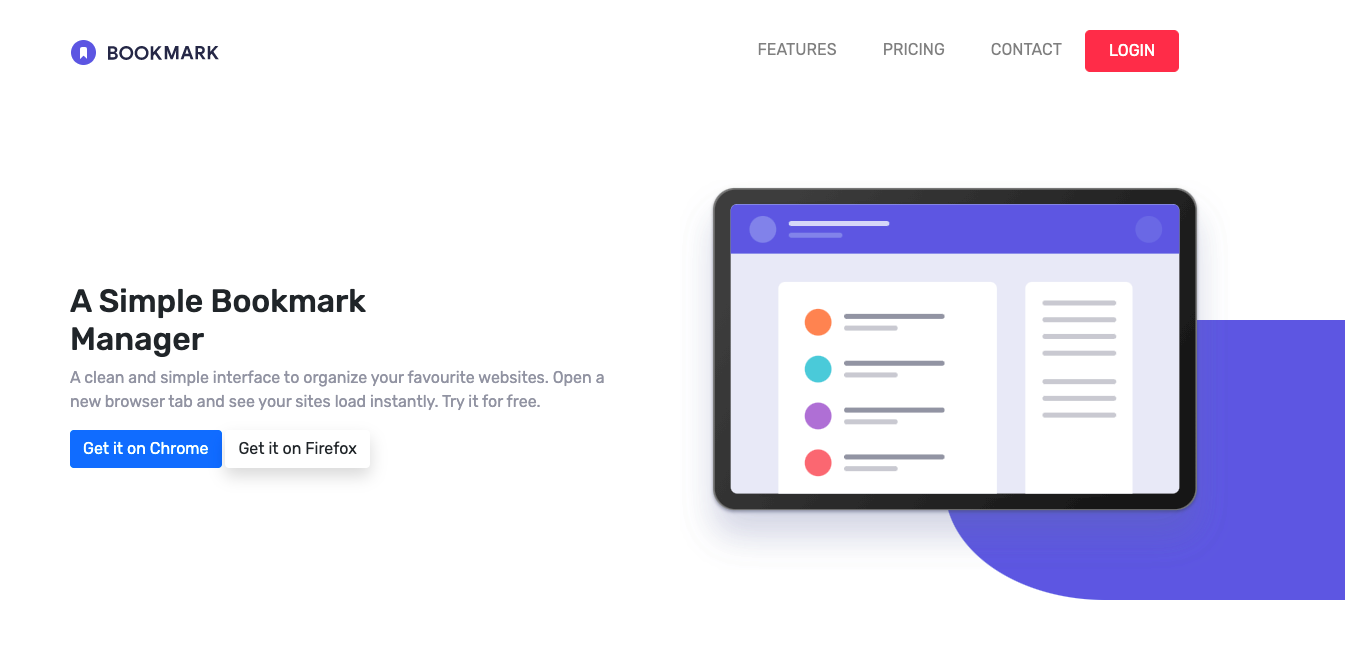 BOOKMARK
FEATURES
PRICING
CONTACT
LOGIN
A Simple Bookmark
Manager
A clean and simple interface to organize your favourite websites. Open a
new browser tab and see your sites load instantly. Try it for free.
Get it on Chrome
Get it on Firefox